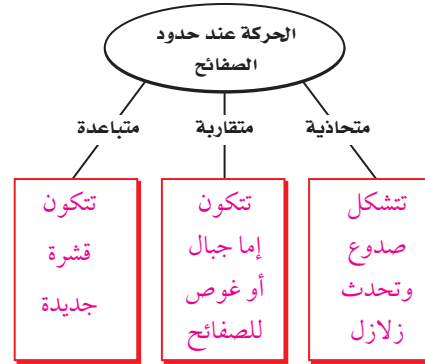 الحركة عند حدود
الصفائح
متحاذية
متقاربة
متباعدة
تتشكل
صدوع
وتحدث
زلازل
تتكون
إما جبال
أو غوص
للصفائح
تتكون
قشرة
جديدة